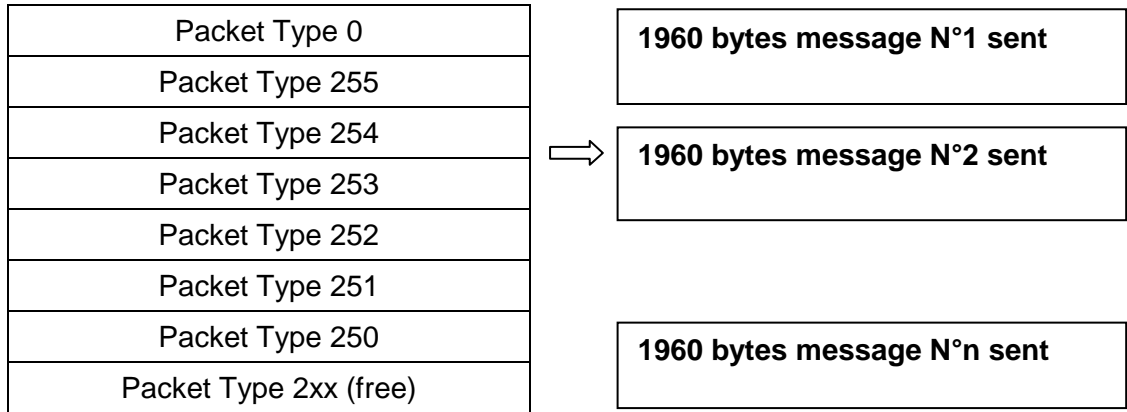 Packet Type 0
Packet Type 255
Packet Type 254
Packet Type 253
Packet Type 252
Packet Type 251
Packet Type 250
Packet Type 2xx (free)
1960 bytes message N°1 sent
1960 bytes message N°2 sent
1960 bytes message N°n sent